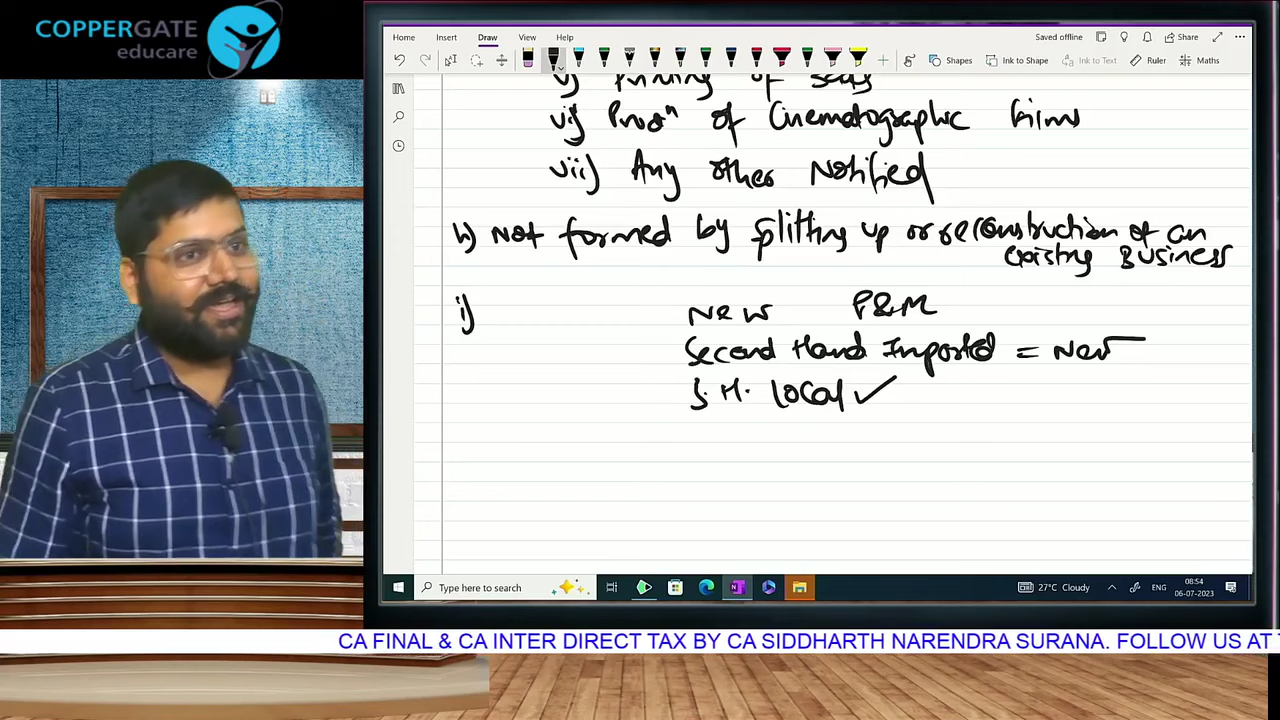 COPPERGATE
educare
Home Insert Draw View Help
Saved offline
Share
Shapes Ink to Shape Ink to Text Ruler Maths
of
vi) Prodn of Cinematographic Films
vii) Any other Notified
h) Not formed by splitting up or reconstruction of an
existing Business
i) New P&M
Second Hand Imported = New
S.H. Local ✓
Type here to search
27°C Cloudy
ENG
08:54
06-07-2023
CA FINAL & CA INTER DIRECT TAX BY CA SIDDHARTH NARENDRA SURANA. FOLLOW US AT